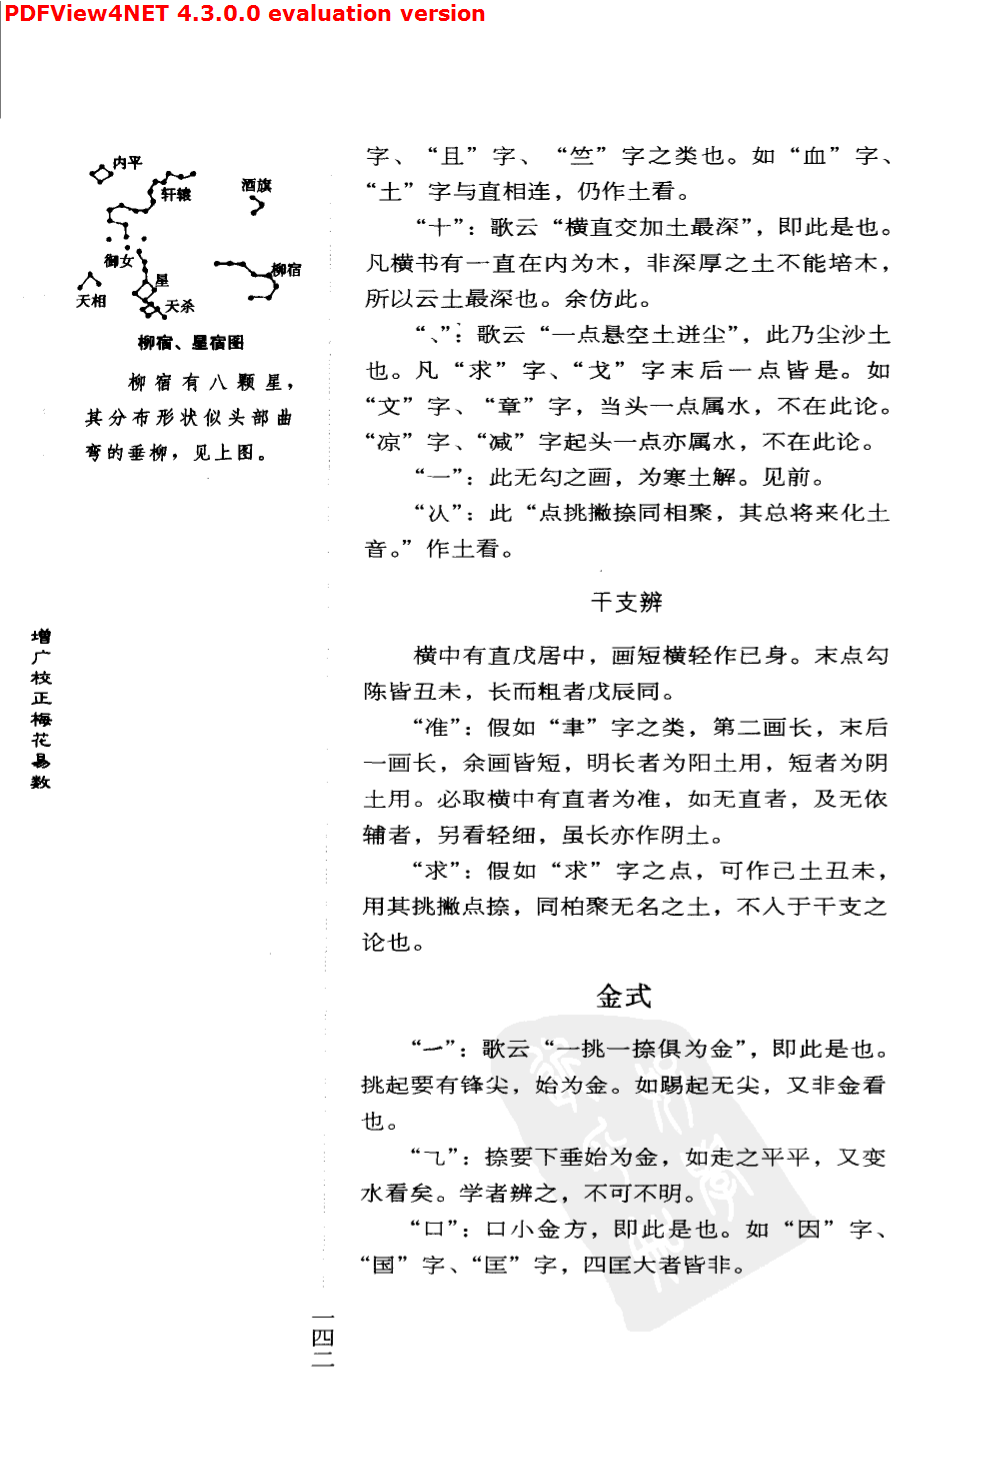 PDFView4NET 4.3.0.0 evaluation version
内平
轩辕
酒旗
御女
柳宿
星
天相
天杀
柳宿、星宿图
柳宿有八颗星，
其分布形状似头部曲
弯的垂柳，见上图。
增广校正梅花易数
字、“且”字、“竺”字之类也。如“血”字、
“土”字与直相连，仍作土看。
“十”：歌云“横直交加土最深”，即此是也。
凡横书有一直在内为木，非深厚之土不能培木，
所以云土最深也。余仿此。
“、”：歌云“一点悬空土迸尘”，此乃尘沙土
也。凡“求”字、“戈”字末后一点皆是。如
“文”字、“章”字，当头一点属水，不在此论。
“凉”字、“减”字起头一点亦属水，不在此论。
“一”：此无勾之画，为寒土解。见前。
“㲸”：此“点挑撇捺同相聚，其总将来化土
音。”作土看。
干支辨
横中有直戊居中，画短横轻作已身。末点勾
陈皆丑未，长而粗者戊辰同。
“准”：假如“聿”字之类，第二画长，末后
一画长，余画皆短，明长者为阳土用，短者为阴
土用。必取横中有直者为准，如无直者，及无依
辅者，另看轻细，虽长亦作阴土。
“求”：假如“求”字之点，可作己土丑未，
用其挑撇点捺，同柏聚无名之土，不入于干支之
论也。
金式
“㇀”：歌云“一挑一捺俱为金”，即此是也。
挑起要有锋尖，始为金。如踢起无尖，又非金看
也。
“⺄”：捺要下垂始为金，如走之平平，又变
水看矣。学者辨之，不可不明。
“口”：口小金方，即此是也。如“因”字、
“国”字、“匡”字，四匡大者皆非。
一四二